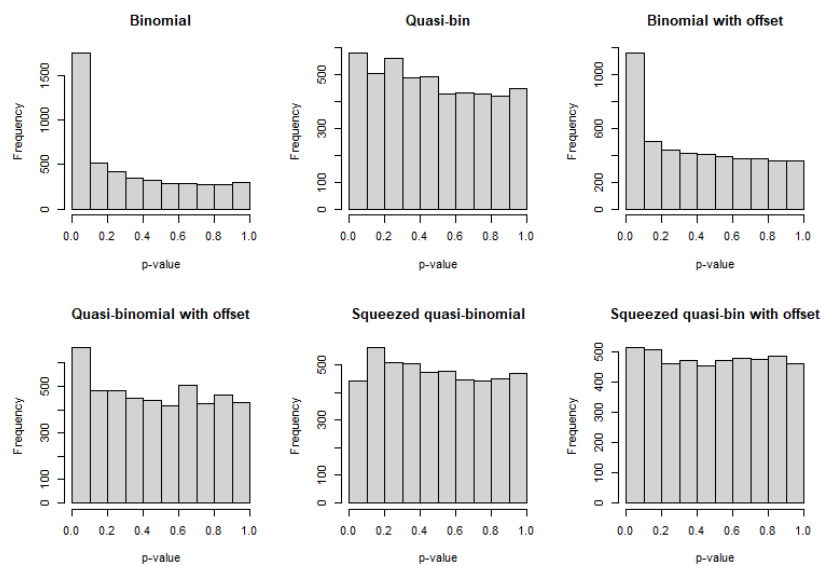 Binomial
Frequency
0
500
1000
1500
0.0 0.2 0.4 0.6 0.8 1.0
p-value
Quasi-bin
Frequency
0
100
300
500
0.0 0.2 0.4 0.6 0.8 1.0
p-value
Binomial with offset
Frequency
0
200
600
1000
0.0 0.2 0.4 0.6 0.8 1.0
p-value
Quasi-binomial with offset
Frequency
0
100
300
500
0.0 0.2 0.4 0.6 0.8 1.0
p-value
Squeezed quasi-binomial
Frequency
0
100
300
500
0.0 0.2 0.4 0.6 0.8 1.0
p-value
Squeezed quasi-bin with offset
Frequency
0
100
200
300
400
500
0.0 0.2 0.4 0.6 0.8 1.0
p-value